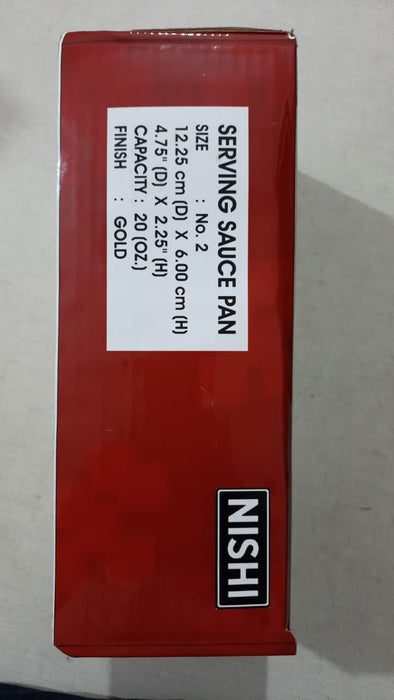 SERVING SAUCE PAN
SIZE : No. 2
12.25 cm (D) X 6.00 cm (H)
4.75" (D) X 2.25" (H)
CAPACITY : 20 (OZ.)
FINISH : GOLD
NISHI